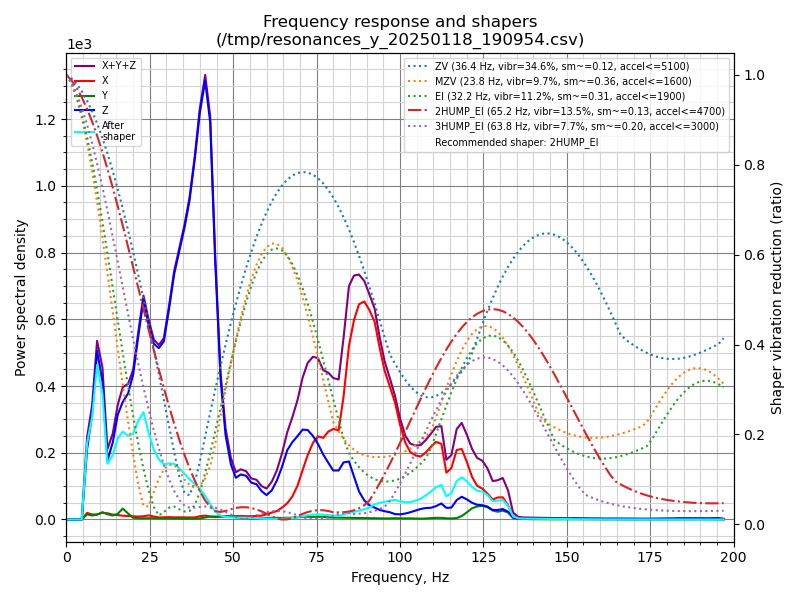 Frequency response and shapers
(/tmp/resonances_y_20250118_190954.csv)
1e3
X+Y+Z
X
Y
Z
After
shaper
ZV (36.4 Hz, vibr=34.6%, sm~=0.12, accel<=5100)
MZV (23.8 Hz, vibr=9.7%, sm~=0.36, accel<=1600)
EI (32.2 Hz, vibr=11.2%, sm~=0.31, accel<=1900)
2HUMP_EI (65.2 Hz, vibr=13.5%, sm~=0.13, accel<=4700)
3HUMP_EI (63.8 Hz, vibr=7.7%, sm~=0.20, accel<=3000)
Recommended shaper: 2HUMP_EI
Power spectral density
1.2
1.0
0.8
0.6
0.4
0.2
0.0
1.0
0.8
0.6
0.4
0.2
0.0
Shaper vibration reduction (ratio)
0 25 50 75 100 125 150 175 200
Frequency, Hz